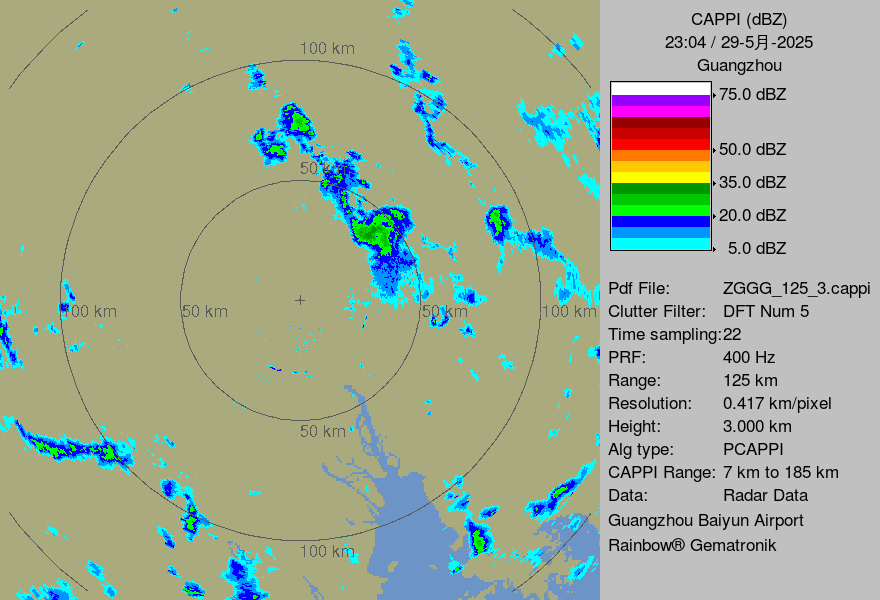 CAPPI (dBZ)
23:04 / 29-5月-2025
Guangzhou
75.0 dBZ
50.0 dBZ
35.0 dBZ
20.0 dBZ
5.0 dBZ
Pdf File: ZGGG_125_3.cappi
Clutter Filter: DFT Num 5
Time sampling:22
PRF: 400 Hz
Range: 125 km
Resolution: 0.417 km/pixel
Height: 3.000 km
Alg type: PCAPPI
CAPPI Range: 7 km to 185 km
Data: Radar Data
Guangzhou Baiyun Airport
Rainbow® Gematronik
100 km
50 km
100 km
50 km
50 km
100 km
50 km
100 km